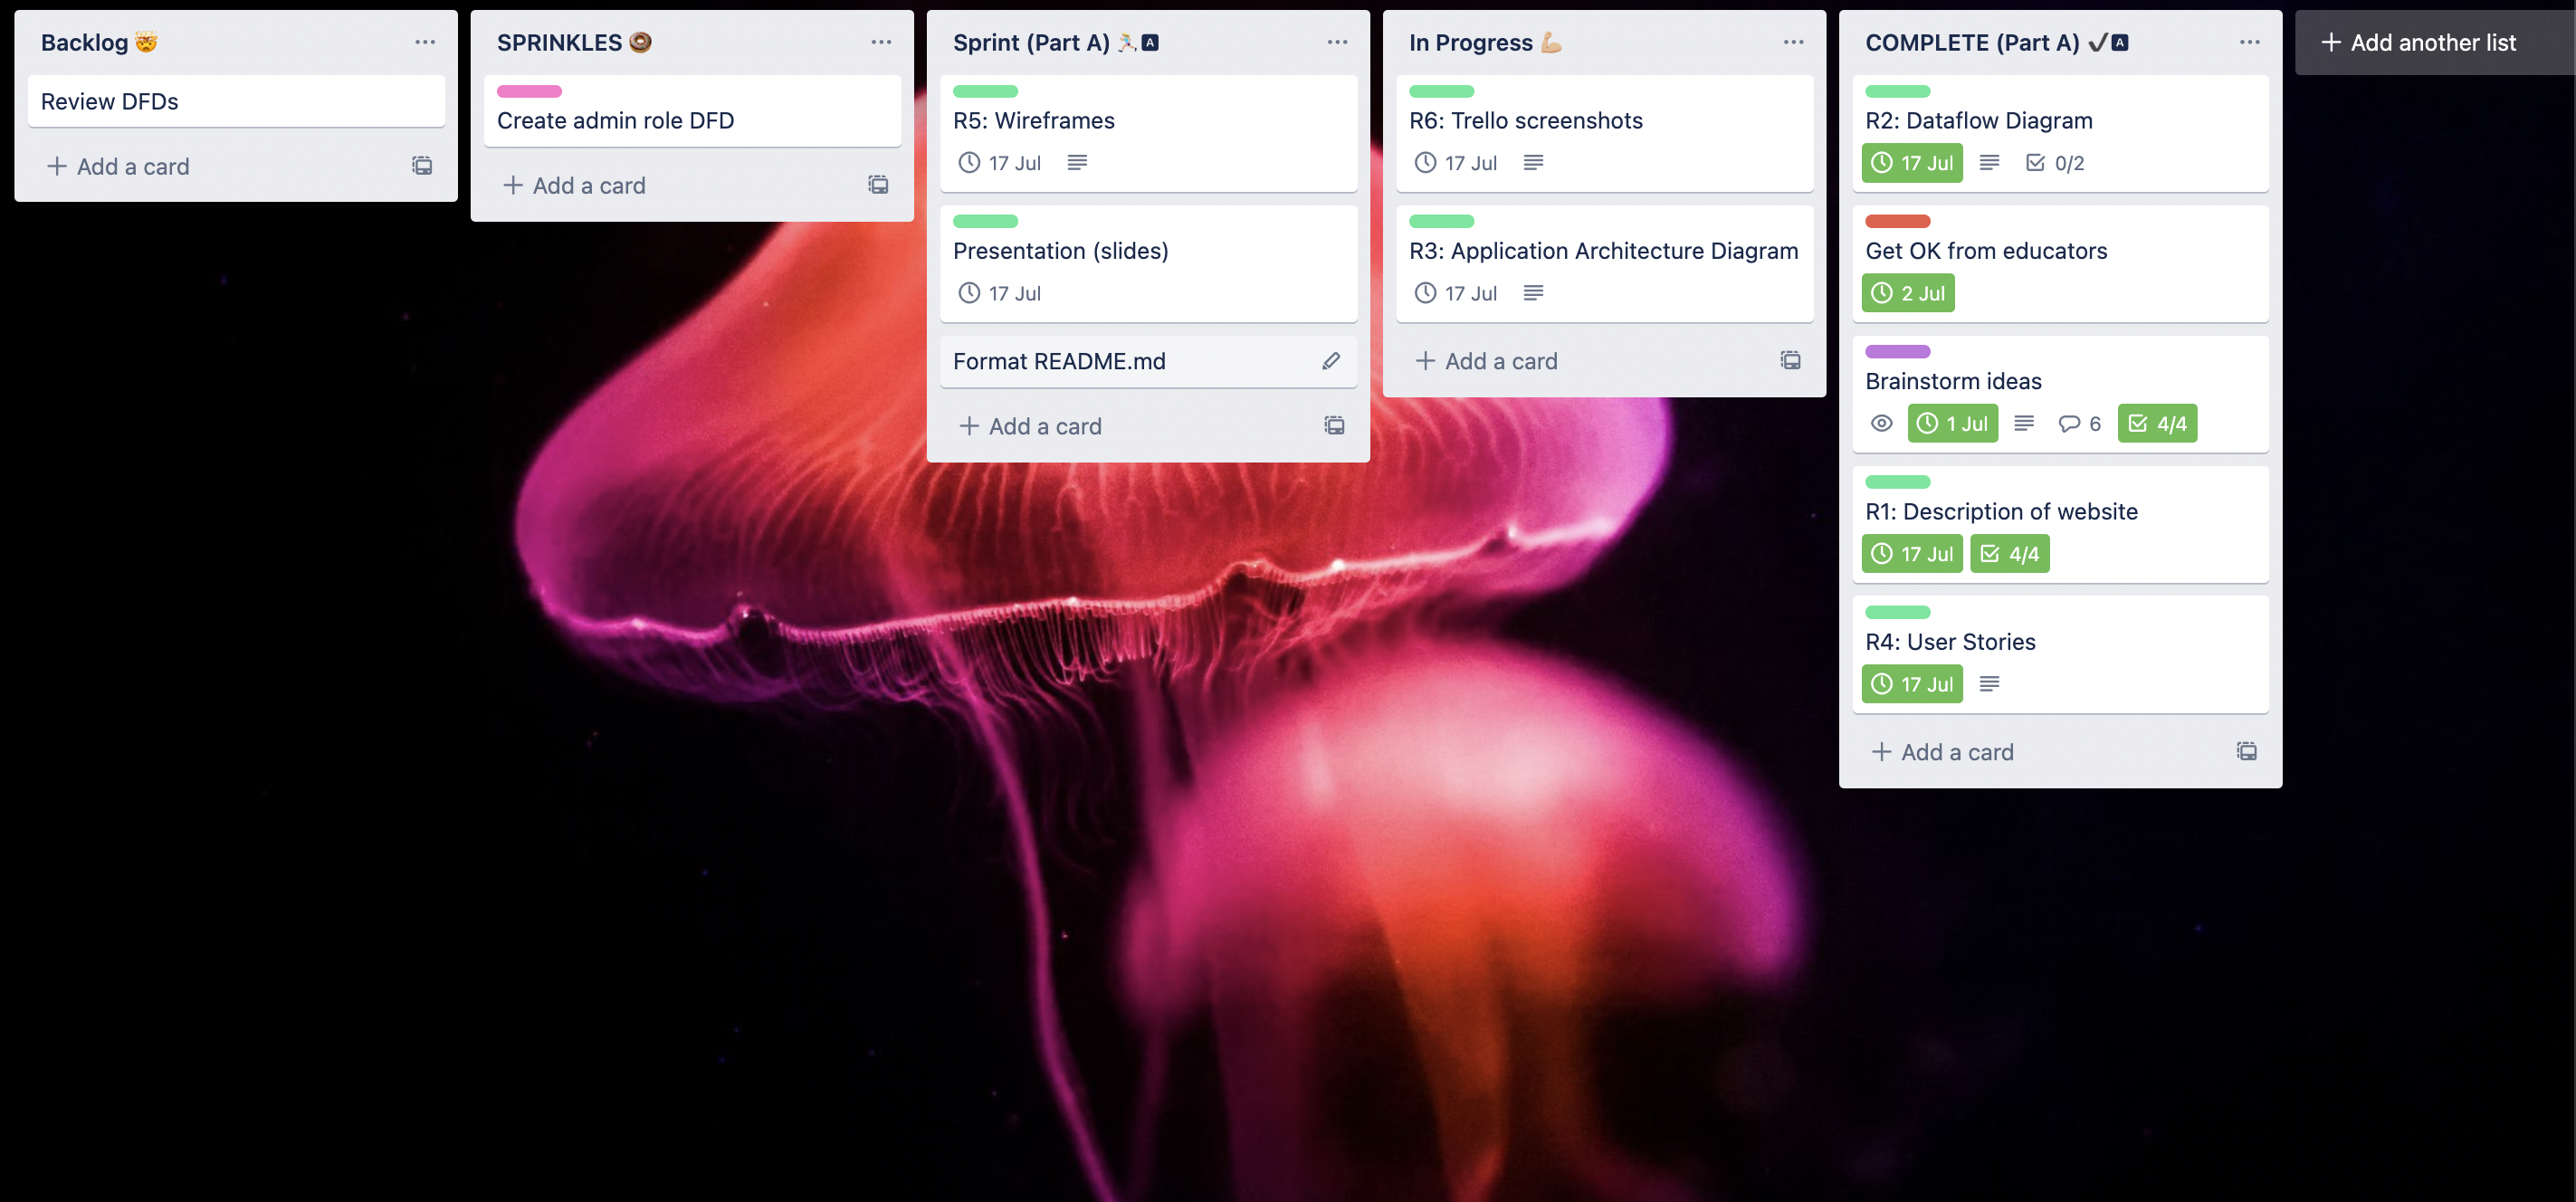 Backlog 🤯
Review DFDs
+ Add a card
SPRINKLES 🍩
Create admin role DFD
+ Add a card
Sprint (Part A) 🏃🏼‍♀️🅰️
R5: Wireframes
17 Jul
Presentation (slides)
17 Jul
Format README.md
+ Add a card
In Progress 💪🏼
R6: Trello screenshots
17 Jul
R3: Application Architecture Diagram
17 Jul
+ Add a card
COMPLETE (Part A) ✔️🅰️
R2: Dataflow Diagram
17 Jul 0/2
Get OK from educators
2 Jul
Brainstorm ideas
1 Jul 6 4/4
R1: Description of website
17 Jul 4/4
R4: User Stories
17 Jul
+ Add a card
+ Add another list